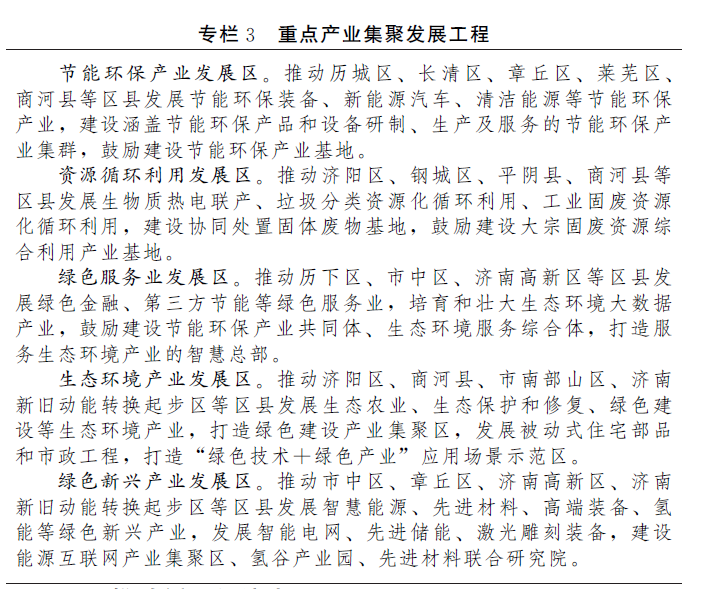 专栏 3 重点产业集聚发展工程
节能环保产业发展区。推动历城区、长清区、章丘区、莱芜区、
商河县等区县发展节能环保装备、新能源汽车、清洁能源等节能环保
产业，建设涵盖节能环保产品和设备研制、生产及服务的节能环保产
业集群，鼓励建设节能环保产业基地。
资源循环利用发展区。推动济阳区、钢城区、平阴县、商河县等
区县发展生物质热电联产、垃圾分类资源化循环利用、工业固废资源
化循环利用，建设协同处置固体废物基地，鼓励建设大宗固废资源综
合利用产业基地。
绿色服务业发展区。推动历下区、市中区、济南高新区等区县发
展绿色金融、第三方节能等绿色服务业，培育和壮大生态环境大数据
产业，鼓励建设节能环保产业共同体、生态环境服务综合体，打造服
务生态环境产业的智慧总部。
生态环境产业发展区。推动济阳区、商河县、市南部山区、济南
新旧动能转换起步区等区县发展生态农业、生态保护和修复、绿色建
设等生态环境产业，打造绿色建设产业集聚区，发展被动式住宅部品
和市政工程，打造“绿色技术＋绿色产业”应用场景示范区。
绿色新兴产业发展区。推动市中区、章丘区、济南高新区、济南
新旧动能转换起步区等区县发展智慧能源、先进材料、高端装备、氢
能等绿色新兴产业，发展智能电网、先进储能、激光雕刻装备，建设
能源互联网产业集聚区、氢谷产业园、先进材料联合研究院。